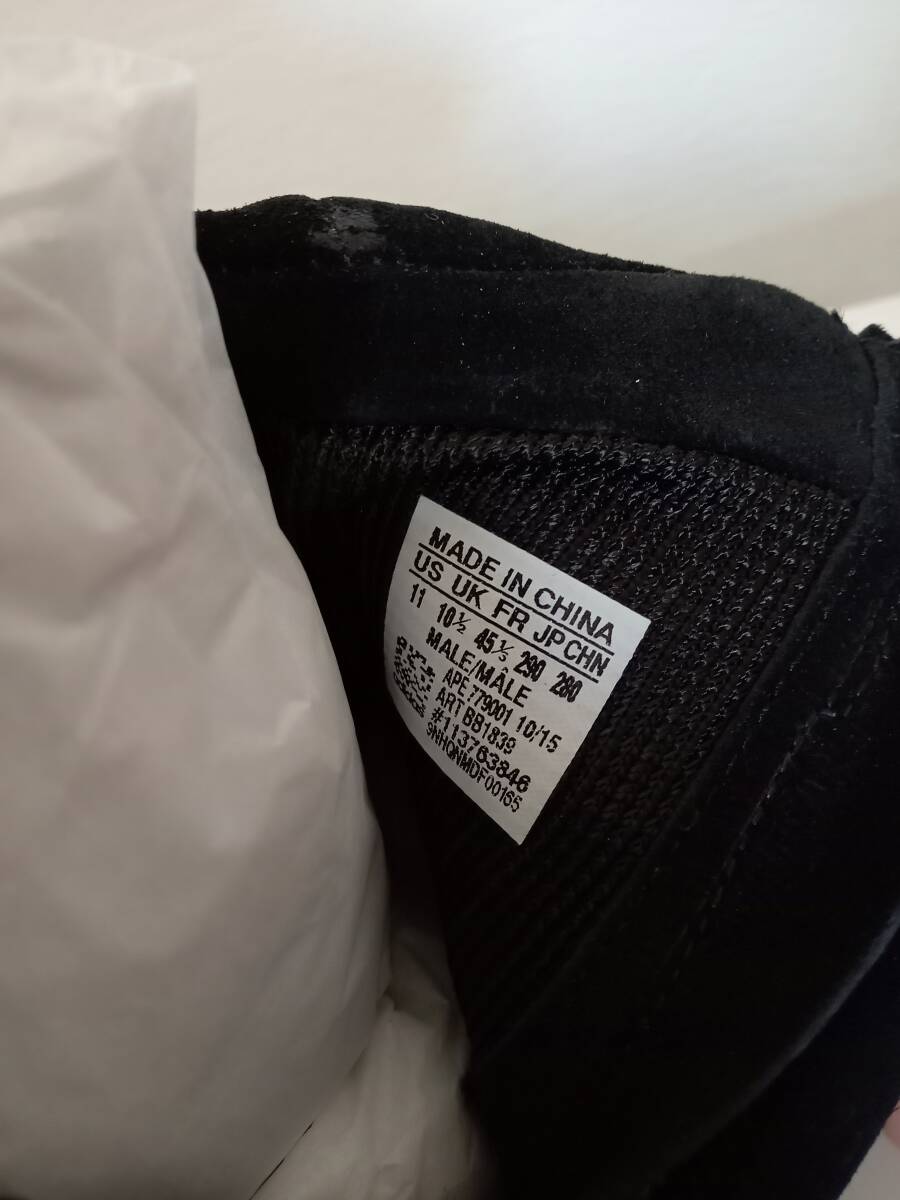 MADE IN CHINA
US UK FR JP CHN
11 10½ 45⅓ 290 280
MALE/MÂLE
APE 779001 10/15
ART BB1839
#113763846
9NHQNMDF00165